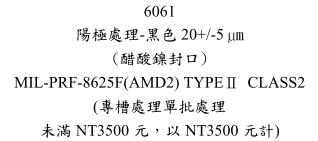 6061
陽極處理-黑色 20+/-5 μm
（醋酸鎳封口）
MIL-PRF-8625F(AMD2) TYPEⅡ CLASS2
(專槽處理單批處理
未滿 NT3500 元，以 NT3500 元計)